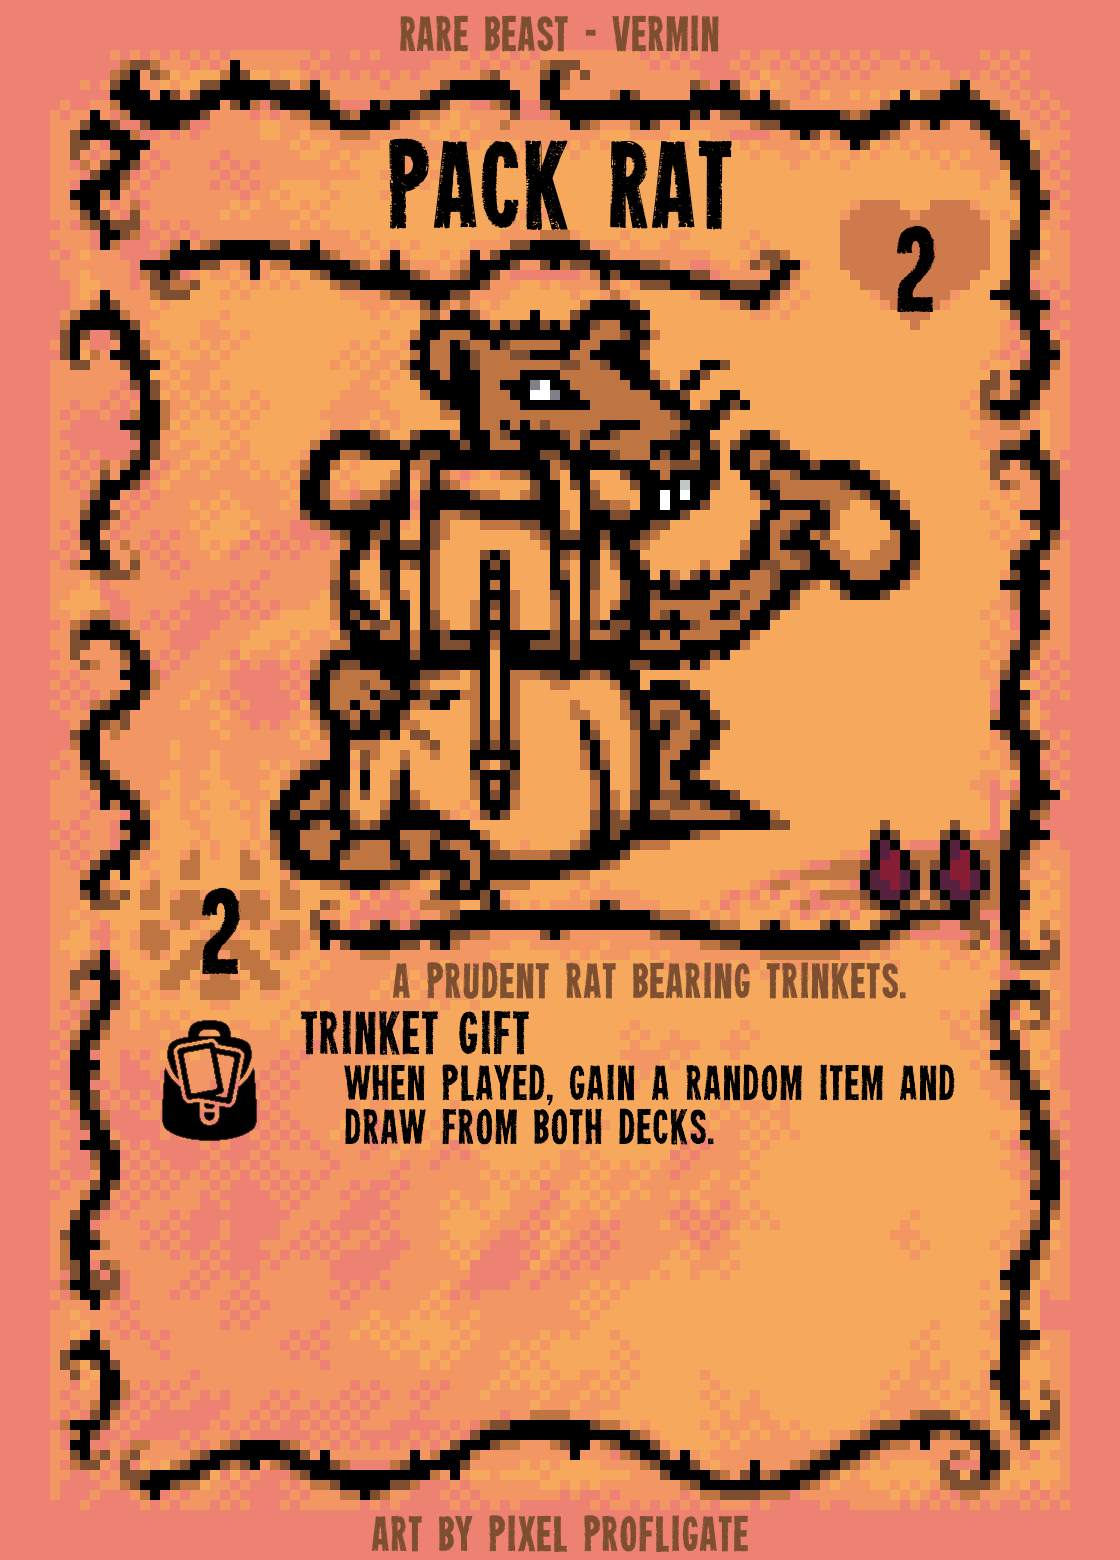 RARE BEAST - VERMIN
PACK RAT
2
2
A PRUDENT RAT BEARING TRINKETS.
TRINKET GIFT
WHEN PLAYED, GAIN A RANDOM ITEM AND
DRAW FROM BOTH DECKS.
ART BY PIXEL PROFLIGATE